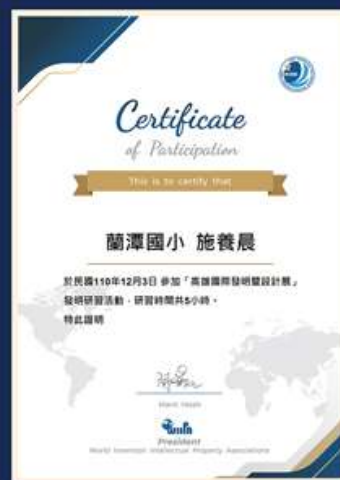 Certificate
of Participation
This is to certify that
蘭潭國小 施養晨
於民國110年12月3日 參加「高雄國際發明暨設計展」
發明研習活動，研習時間共5小時。
特此證明
President
World Invention Intellectual Property Associations